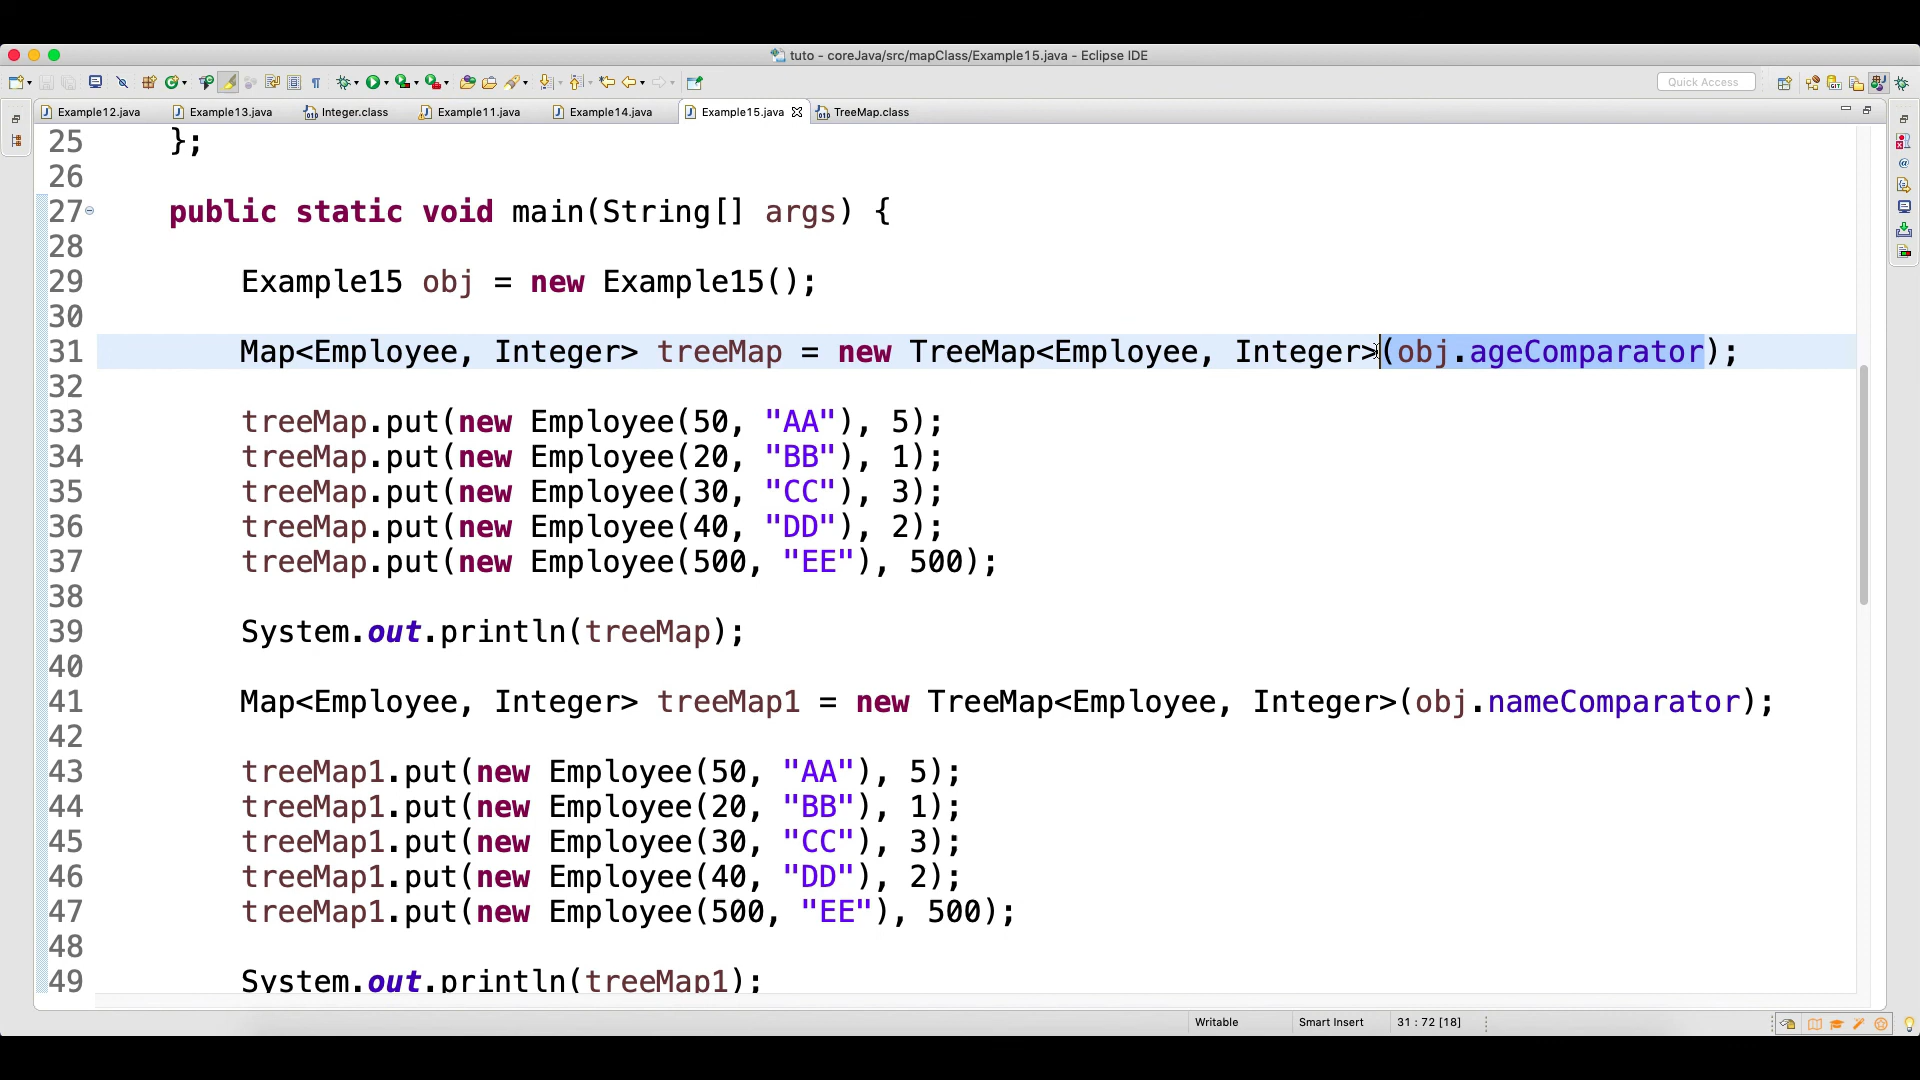 tuto - coreJava/src/mapClass/Example15.java - Eclipse IDE
Quick Access
Example12.java Example13.java Integer.class Example11.java Example14.java Example15.java TreeMap.class
25 };
26
27 public static void main(String[] args) {
28
29 Example15 obj = new Example15();
30
31 Map<Employee, Integer> treeMap = new TreeMap<Employee, Integer>(obj.ageComparator);
32
33 treeMap.put(new Employee(50, "AA"), 5);
34 treeMap.put(new Employee(20, "BB"), 1);
35 treeMap.put(new Employee(30, "CC"), 3);
36 treeMap.put(new Employee(40, "DD"), 2);
37 treeMap.put(new Employee(500, "EE"), 500);
38
39 System.out.println(treeMap);
40
41 Map<Employee, Integer> treeMap1 = new TreeMap<Employee, Integer>(obj.nameComparator);
42
43 treeMap1.put(new Employee(50, "AA"), 5);
44 treeMap1.put(new Employee(20, "BB"), 1);
45 treeMap1.put(new Employee(30, "CC"), 3);
46 treeMap1.put(new Employee(40, "DD"), 2);
47 treeMap1.put(new Employee(500, "EE"), 500);
48
49 System.out.println(treeMap1);
Writable Smart Insert 31 : 72 [18]